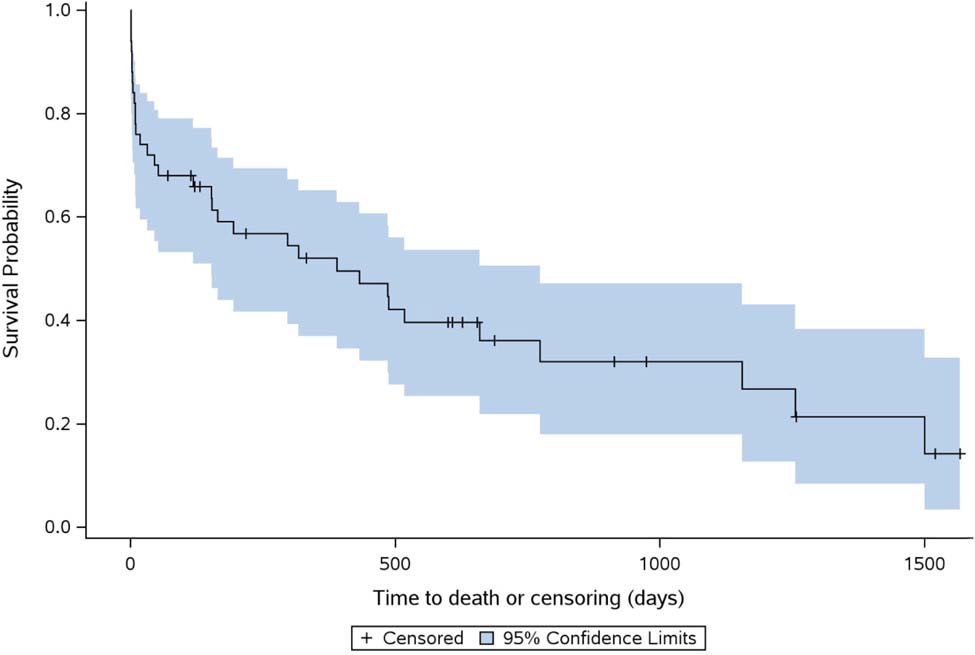 Survival Probability
1.0
0.8
0.6
0.4
0.2
0.0
0 500 1000 1500
Time to death or censoring (days)
+ Censored 95% Confidence Limits